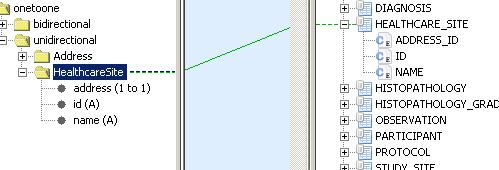 onetoone
bidirectional
unidirectional
Address
HealthcareSite
address (1 to 1)
id (A)
name (A)
DIAGNOSIS
HEALTHCARE_SITE
ADDRESS_ID
ID
NAME
HISTOPATHOLOGY
HISTOPATHOLOGY_GRAD
OBSERVATION
PARTICIPANT
PROTOCOL
STUDY_SITE